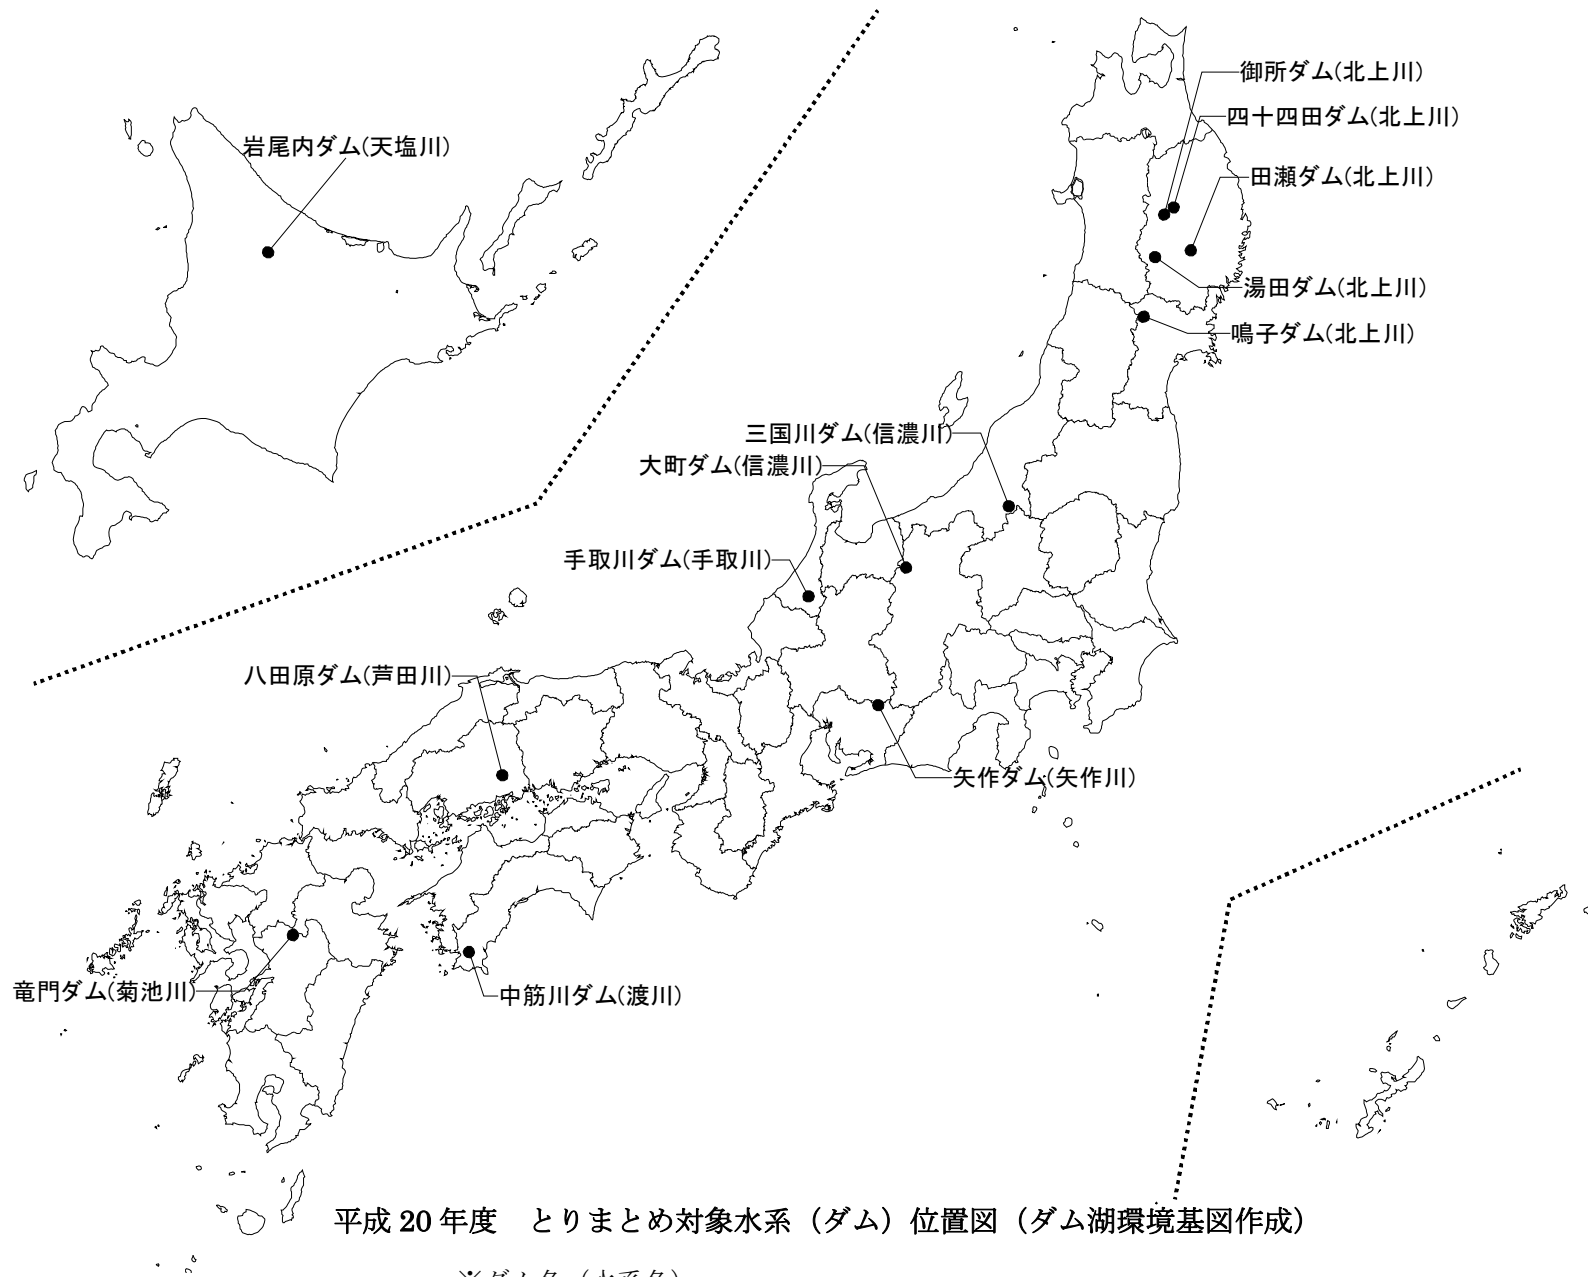 御所ダム(北上川)
四十四田ダム(北上川)
岩尾内ダム(天塩川)
田瀬ダム(北上川)
湯田ダム(北上川)
鳴子ダム(北上川)
三国川ダム(信濃川)
大町ダム(信濃川)
手取川ダム(手取川)
八田原ダム(芦田川)
矢作ダム(矢作川)
竜門ダム(菊池川)
中筋川ダム(渡川)
平成 20 年度　とりまとめ対象水系（ダム）位置図（ダム湖環境基図作成）